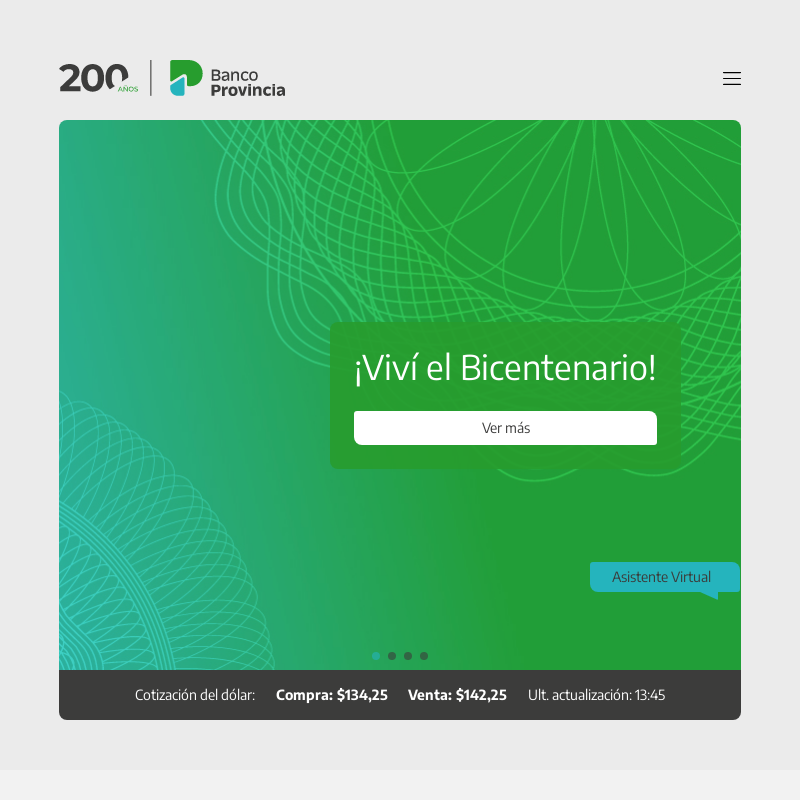 200 AÑOS
Banco
Provincia
¡Viví el Bicentenario!
Ver más
Asistente Virtual
Cotización del dólar: Compra: $134,25 Venta: $142,25 Ult. actualización: 13:45